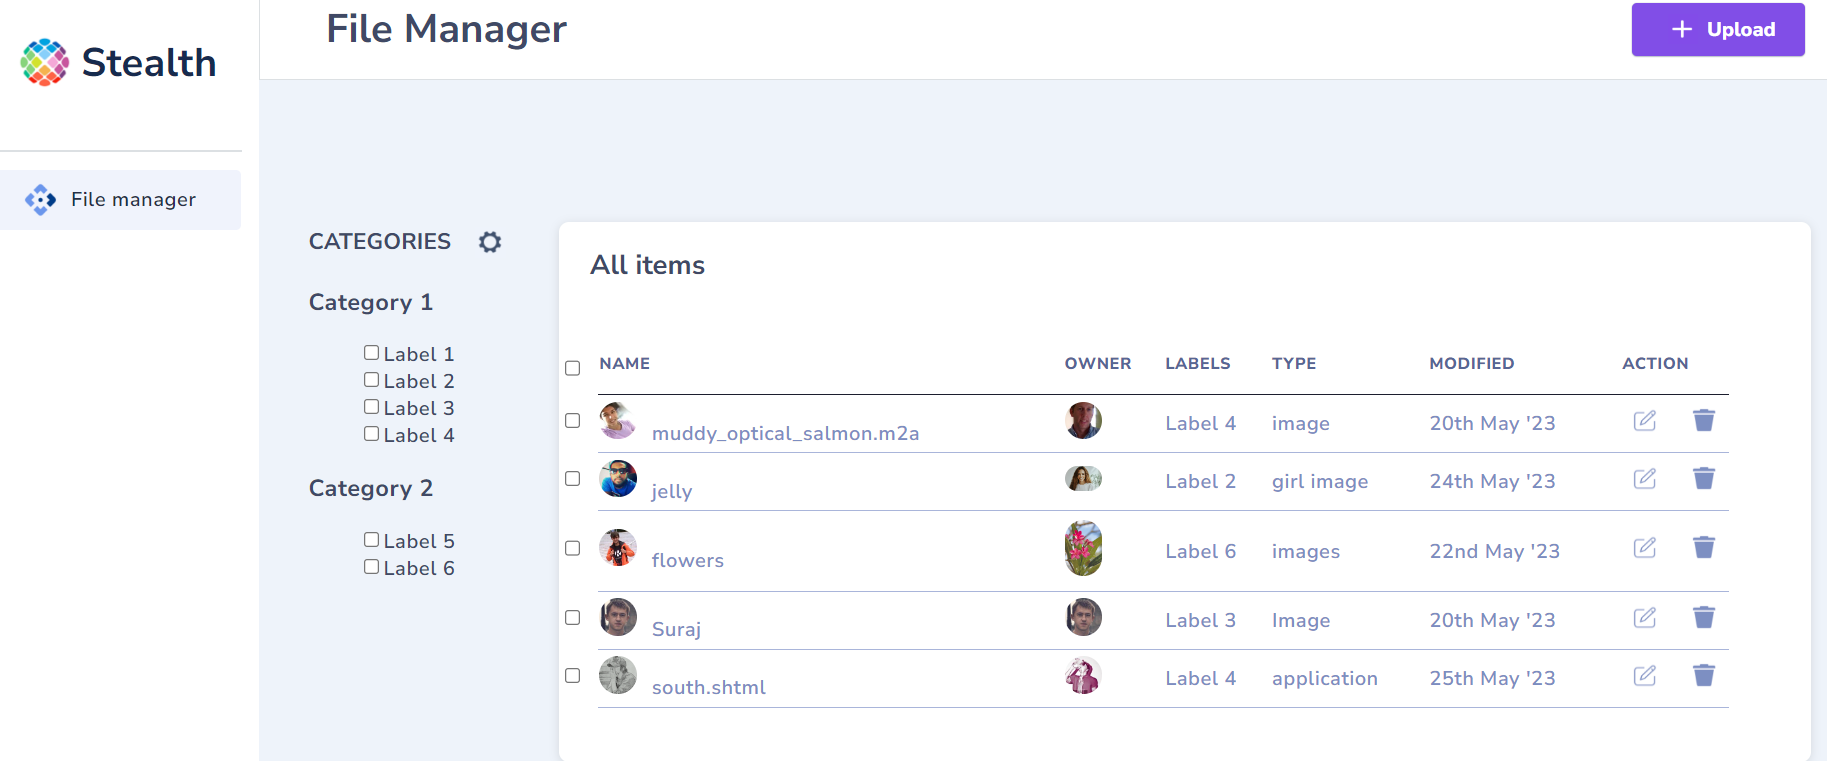 Stealth
File Manager
Upload
File manager
CATEGORIES
Category 1
Label 1
Label 2
Label 3
Label 4
Category 2
Label 5
Label 6
All items
NAME OWNER LABELS TYPE MODIFIED ACTION
muddy_optical_salmon.m2a Label 4 image 20th May '23
jelly Label 2 girl image 24th May '23
flowers Label 6 images 22nd May '23
Suraj Label 3 Image 20th May '23
south.shtml Label 4 application 25th May '23